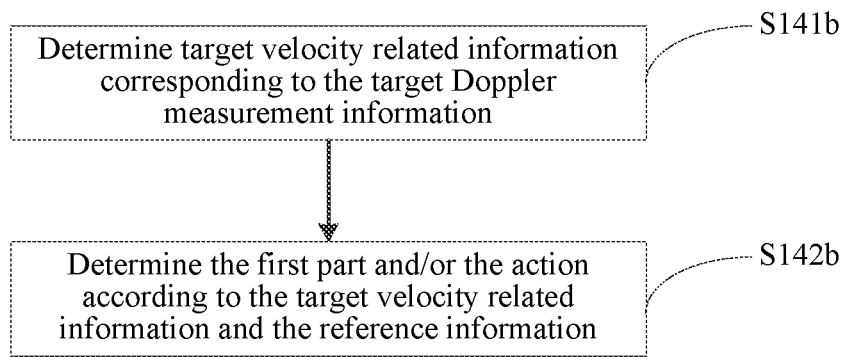 S141b
Determine target velocity related information
corresponding to the target Doppler
measurement information
S142b
Determine the first part and/or the action
according to the target velocity related
information and the reference information